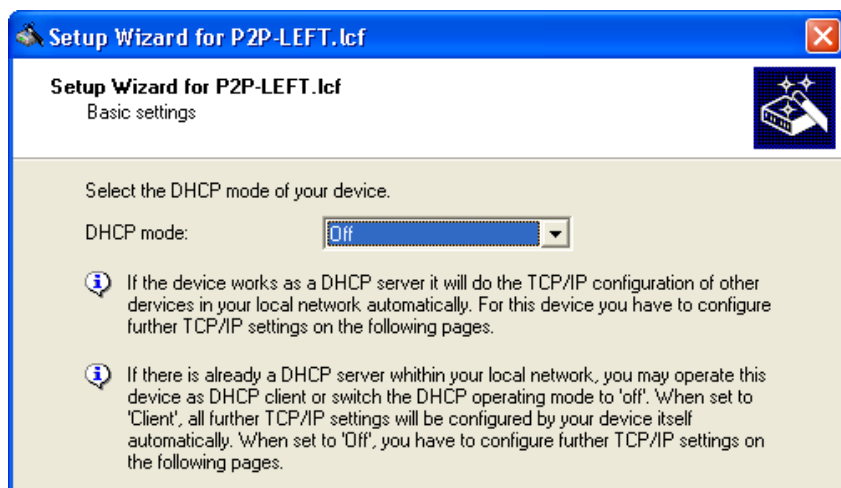 Setup Wizard for P2P-LEFT.lcf
Setup Wizard for P2P-LEFT.lcf
Basic settings
Select the DHCP mode of your device.
DHCP mode:
Off
If the device works as a DHCP server it will do the TCP/IP configuration of other
dervices in your local network automatically. For this device you have to configure
further TCP/IP settings on the following pages.
If there is already a DHCP server whithin your local network, you may operate this
device as DHCP client or switch the DHCP operating mode to 'off'. When set to
'Client', all further TCP/IP settings will be configured by your device itself
automatically. When set to 'Off', you have to configure further TCP/IP settings on
the following pages.